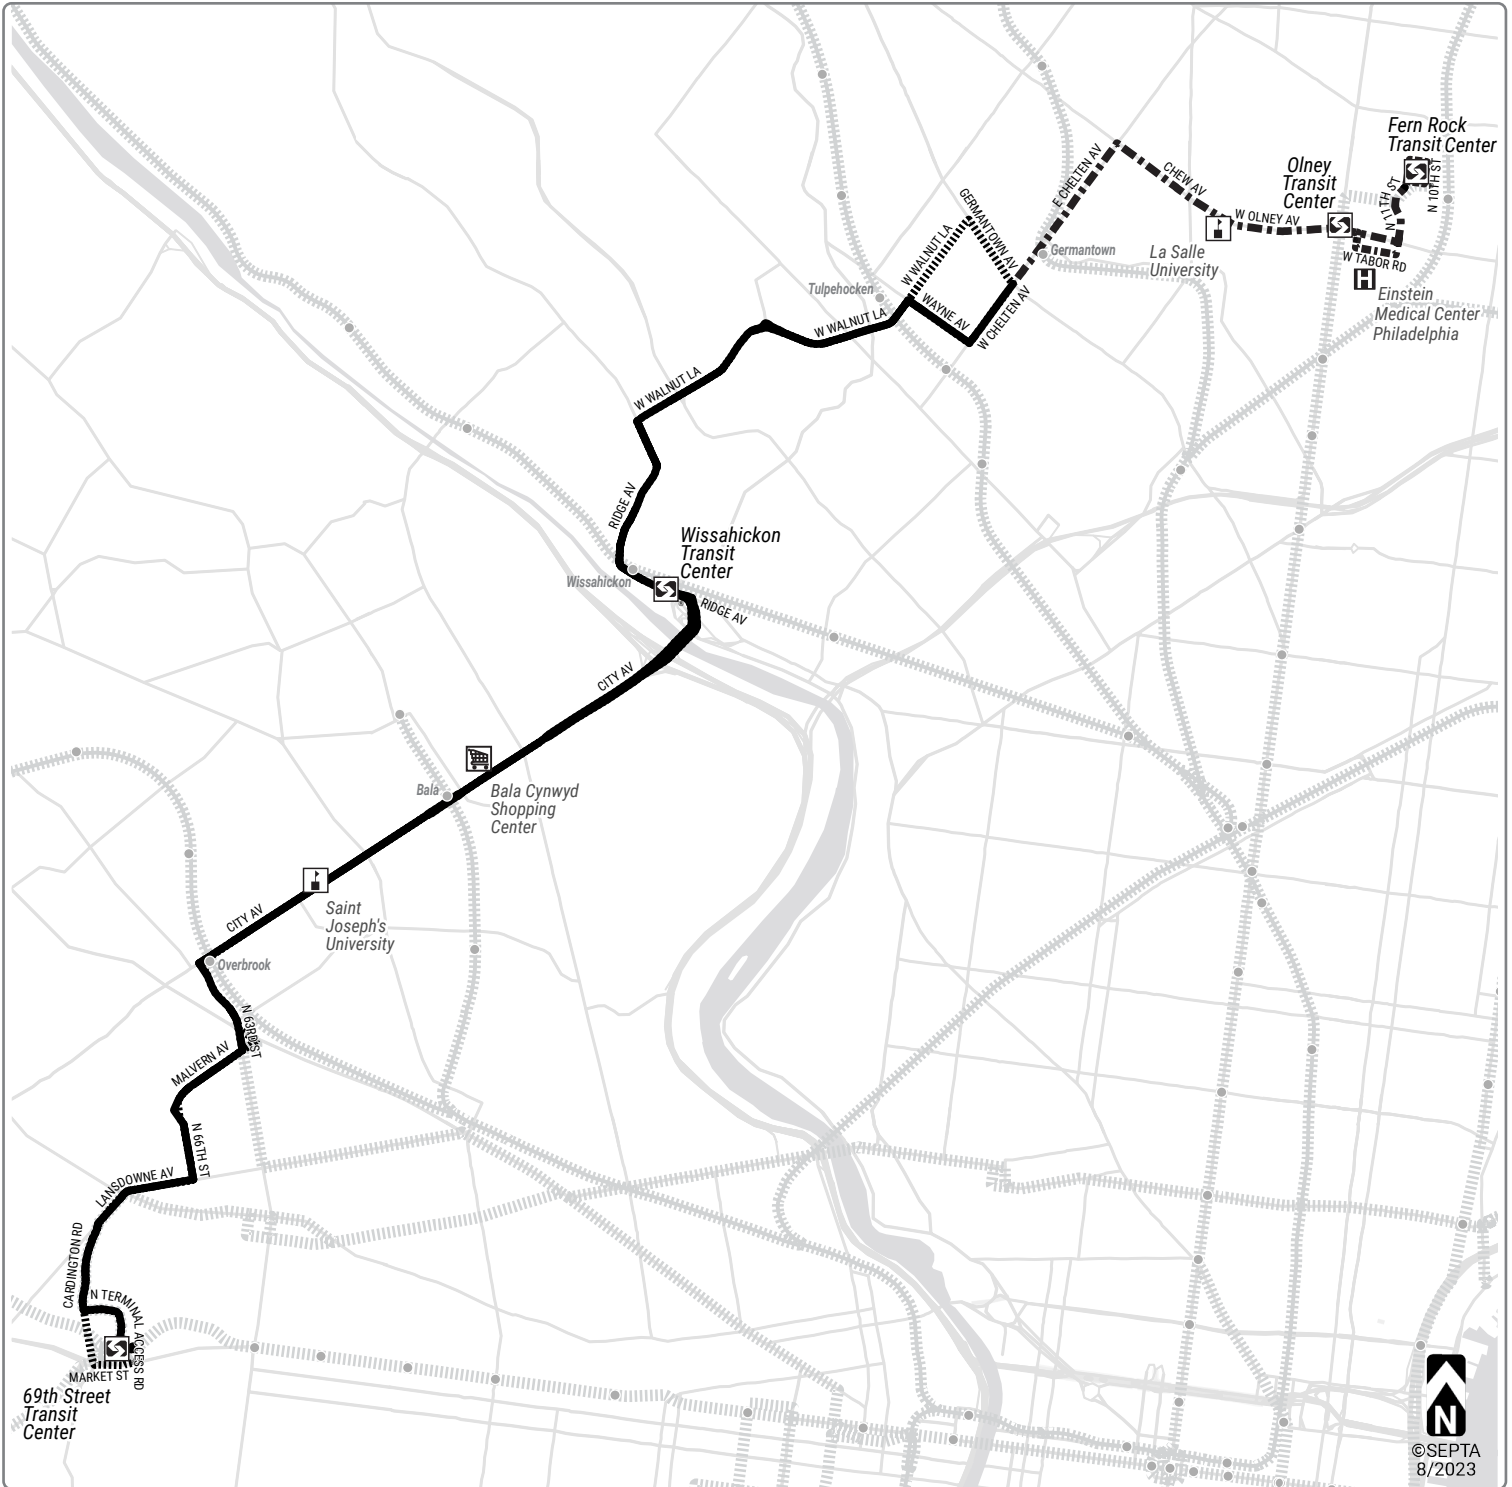 Fern Rock
Transit Center
Olney
Transit
Center
E CHELTEN AV
CHEW AV
N 11TH ST
N 10TH ST
W OLNEY AV
W TABOR RD
GERMANTOWN AV
W WALNUT LA
Germantown
La Salle
University
H
Einstein
Medical Center
Philadelphia
Tulpehocken
WAYNE AV
W CHELTEN AV
W WALNUT LA
W WALNUT LA
RIDGE AV
Wissahickon
Transit
Center
Wissahickon
RIDGE AV
CITY AV
Bala
Bala Cynwyd
Shopping
Center
Saint
Joseph's
University
CITY AV
Overbrook
N 63RD ST
MALVERN AV
N 66TH ST
LANSDOWNE AV
CARDINGTON RD
N TERMINAL ACCESS RD
MARKET ST
69th Street
Transit
Center
N
©SEPTA
8/2023